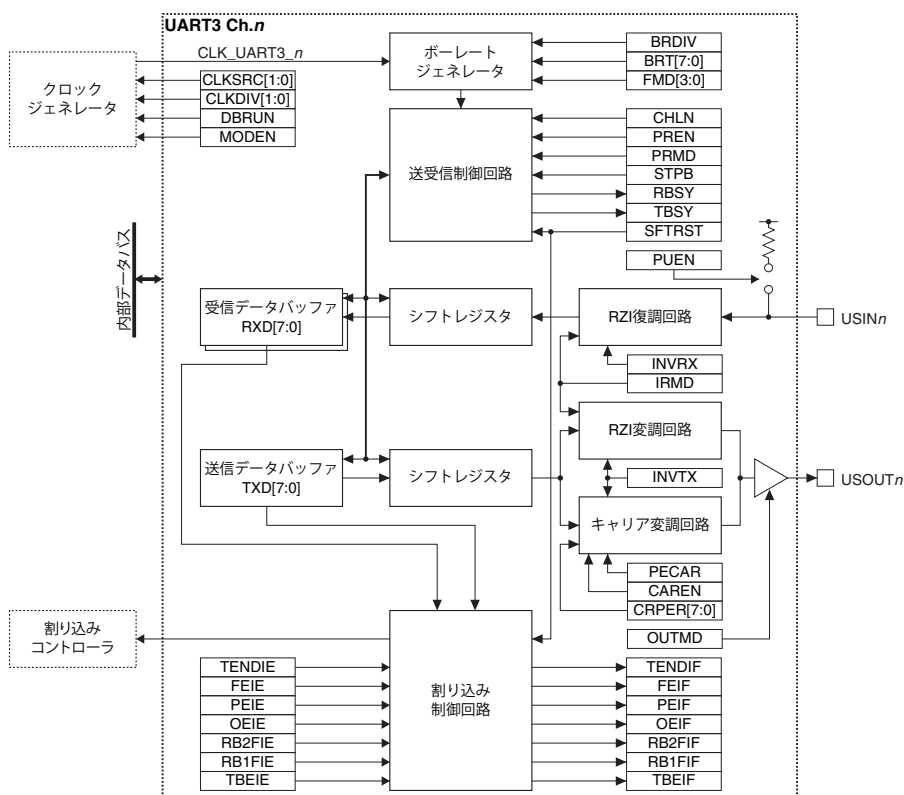 UART3 Ch.n
CLK_UART3_n
クロック
ジェネレータ
CLKSRC[1:0]
CLKDIV[1:0]
DBRUN
MODEN
ボーレート
ジェネレータ
BRDIV
BRT[7:0]
FMD[3:0]
送受信制御回路
CHLN
PREN
PRMD
STPB
RBSY
TBSY
SFTRST
PUEN
内部データバス
受信データバッファ
RXD[7:0]
シフトレジスタ
RZI復調回路
USINn
INVRX
IRMD
RZI変調回路
送信データバッファ
TXD[7:0]
シフトレジスタ
INVTX
USOUTn
キャリア変調回路
PECAR
CAREN
CRPER[7:0]
OUTMD
割り込み
コントローラ
割り込み
制御回路
TENDIE
FEIE
PEIE
OEIE
RB2FIE
RB1FIE
TBEIE
TENDIF
FEIF
PEIF
OEIF
RB2FIF
RB1FIF
TBEIF